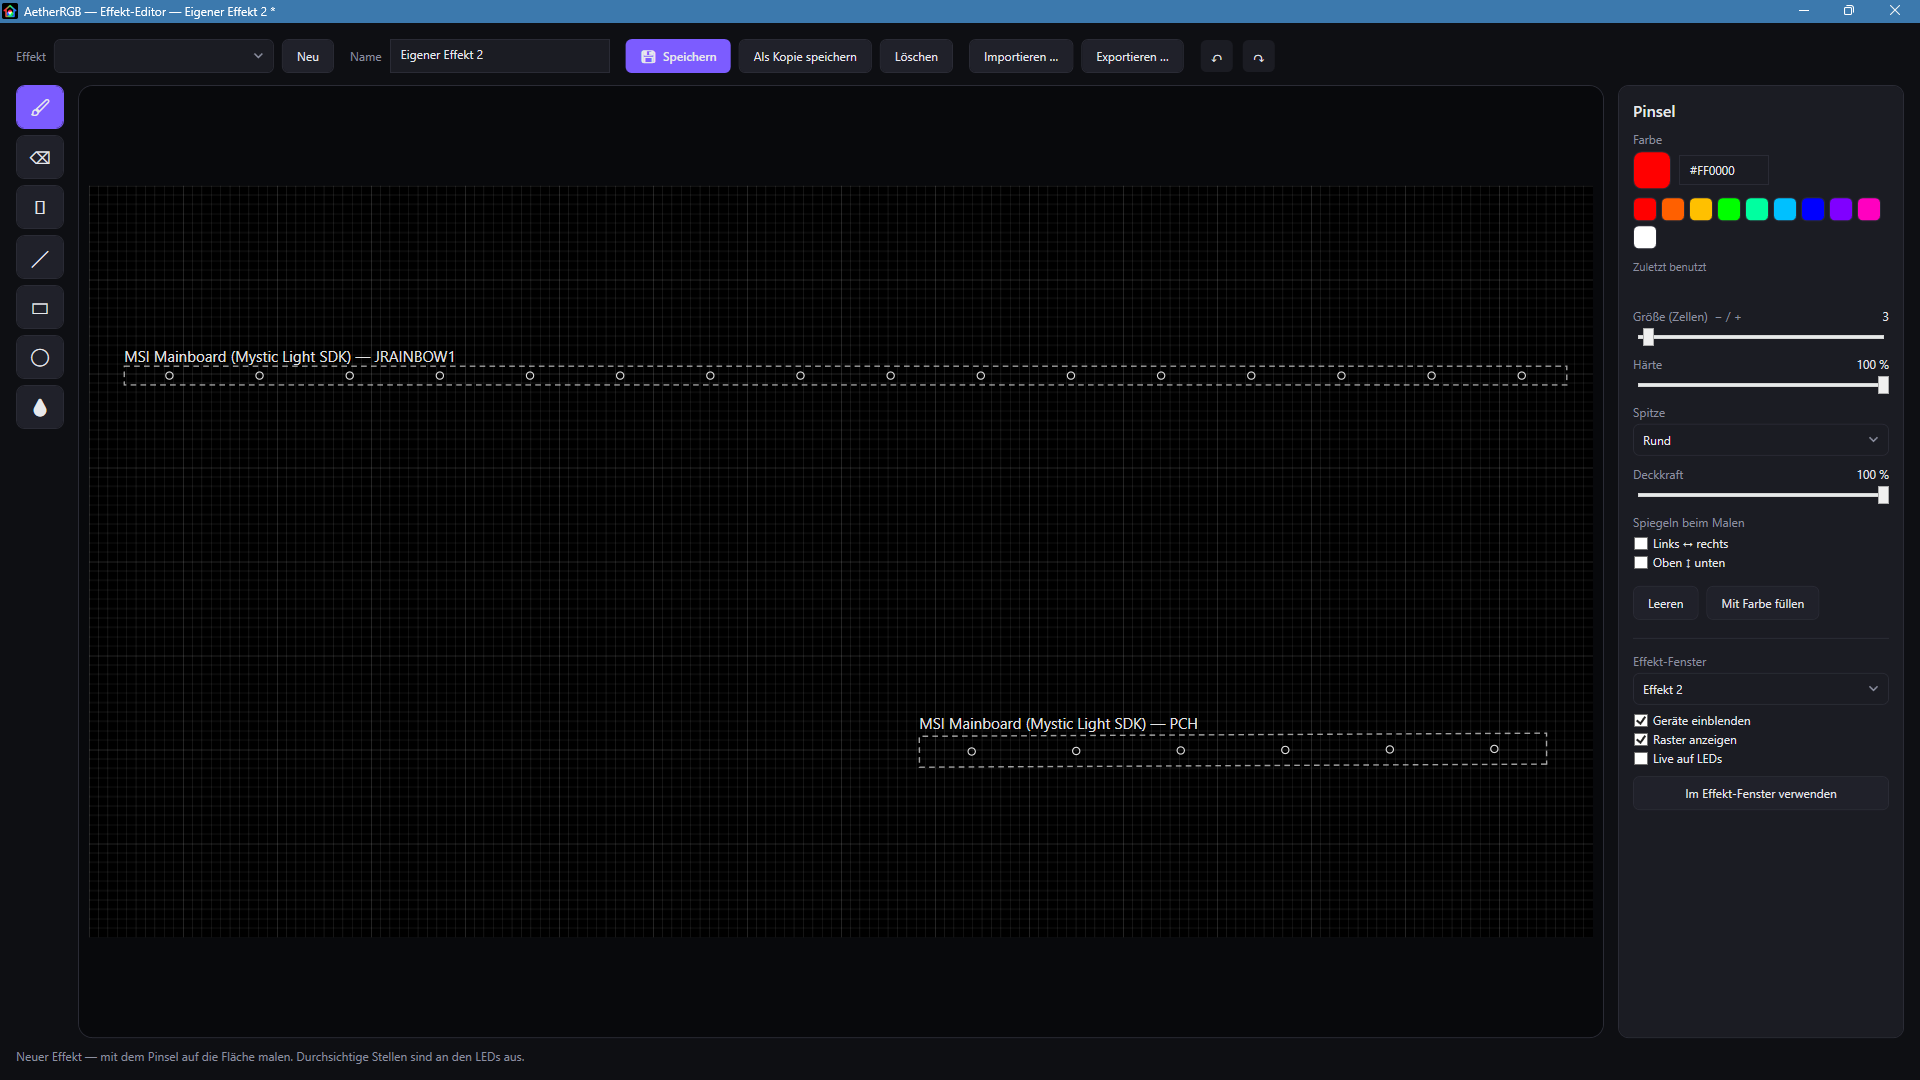 AetherRGB — Effekt-Editor — Eigener Effekt 2 *
Effekt
Neu
Name
Eigener Effekt 2
Speichern
Als Kopie speichern
Löschen
Importieren ...
Exportieren ...
Pinsel
Farbe
#FF0000
Zuletzt benutzt
Größe (Zellen) − / +
3
Härte
100 %
Spitze
Rund
Deckkraft
100 %
Spiegeln beim Malen
Links ↔ rechts
Oben ↕ unten
Leeren
Mit Farbe füllen
Effekt-Fenster
Effekt 2
Geräte einblenden
Raster anzeigen
Live auf LEDs
Im Effekt-Fenster verwenden
MSI Mainboard (Mystic Light SDK) — JRAINBOW1
MSI Mainboard (Mystic Light SDK) — PCH
Neuer Effekt — mit dem Pinsel auf die Fläche malen. Durchsichtige Stellen sind an den LEDs aus.